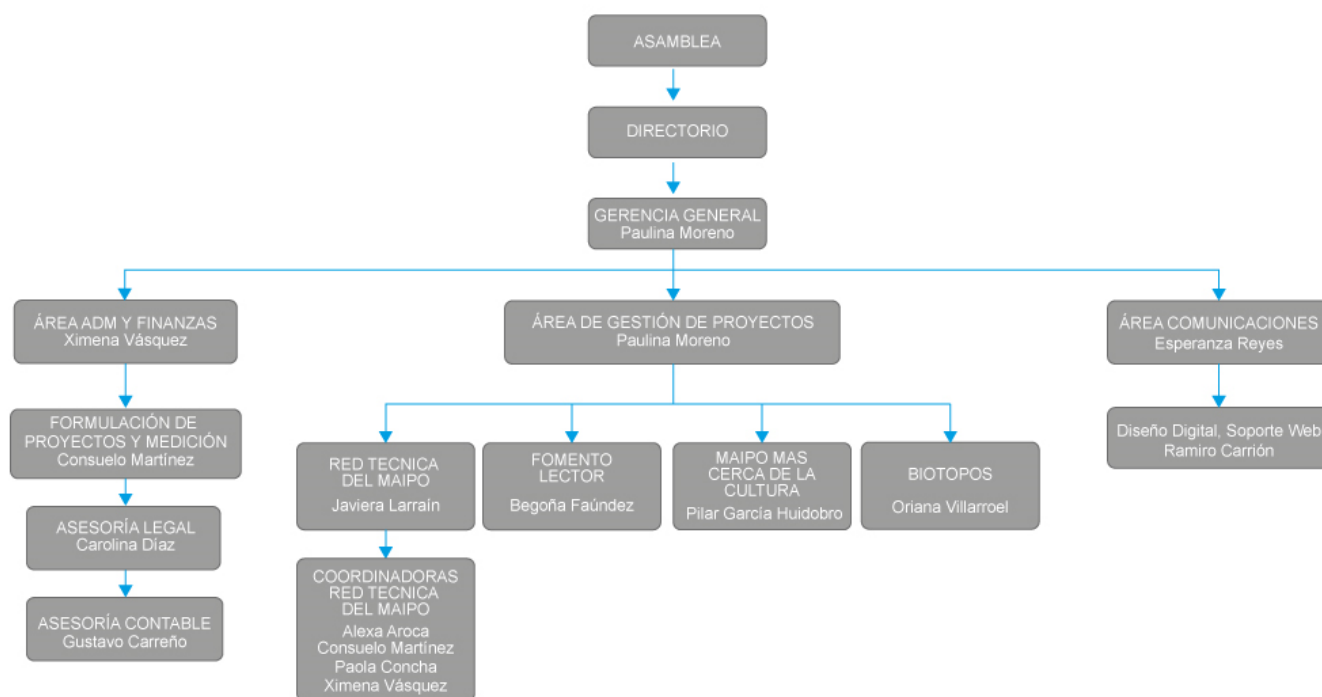 ASAMBLEA
DIRECTORIO
GERENCIA GENERAL
Paulina Moreno
ÁREA ADM Y FINANZAS
Ximena Vásquez
ÁREA DE GESTIÓN DE PROYECTOS
Paulina Moreno
ÁREA COMUNICACIONES
Esperanza Reyes
FORMULACIÓN DE
PROYECTOS Y MEDICIÓN
Consuelo Martínez
ASESORÍA LEGAL
Carolina Díaz
ASESORÍA CONTABLE
Gustavo Carreño
RED TECNICA
DEL MAIPO
Javiera Larraín
COORDINADORAS
RED TECNICA
DEL MAIPO
Alexa Aroca
Consuelo Martínez
Paola Concha
Ximena Vásquez
FOMENTO
LECTOR
Begoña Faúndez
MAIPO MAS
CERCA DE LA
CULTURA
Pilar García Huidobro
BIOTOPOS
Oriana Villarroel
Diseño Digital, Soporte Web
Ramiro Carrión